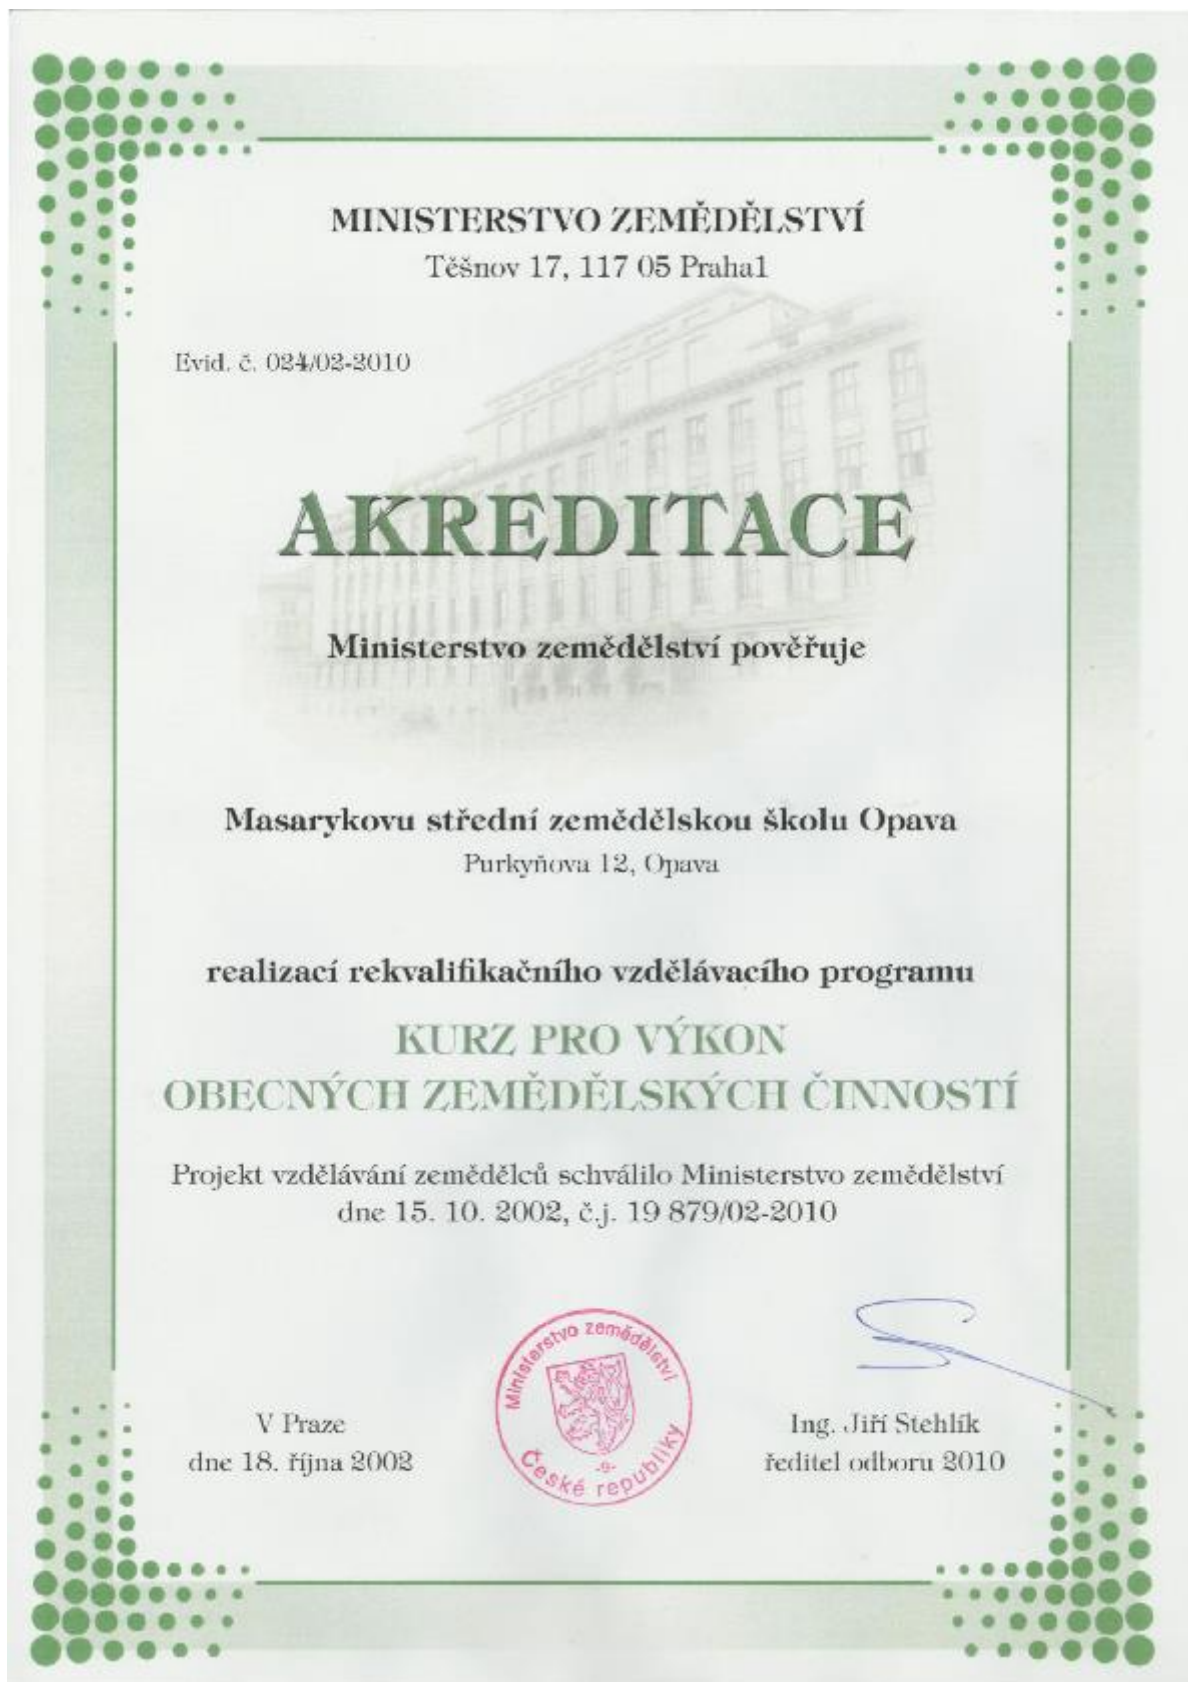 MINISTERSTVO ZEMĚDĚLSTVÍ
Těšnov 17, 117 05 Praha1
Evid. č. 024/02-2010
AKREDITACE
Ministerstvo zemědělství pověřuje
Masarykovu střední zemědělskou školu Opava
Purkyňova 12, Opava
realizací rekvalifikačního vzdělávacího programu
KURZ PRO VÝKON
OBECNÝCH ZEMĚDĚLSKÝCH ČINNOSTÍ
Projekt vzdělávání zemědělců schválilo Ministerstvo zemědělství
dne 15. 10. 2002, č.j. 19 879/02-2010
Ministerstvo zemědělství
České republiky
-9-
V Praze
dne 18. října 2002
Ing. Jiří Stehlík
ředitel odboru 2010